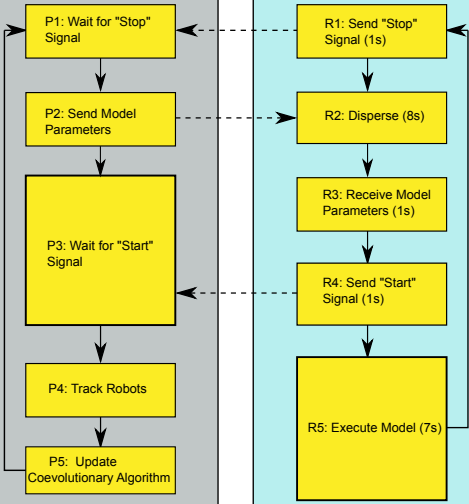 P1: Wait for "Stop"
Signal
P2: Send Model
Parameters
P3: Wait for "Start"
Signal
P4: Track Robots
P5: Update
Coevolutionary Algorithm
R1: Send "Stop"
Signal (1s)
R2: Disperse (8s)
R3: Receive Model
Parameters (1s)
R4: Send "Start"
Signal (1s)
R5: Execute Model (7s)